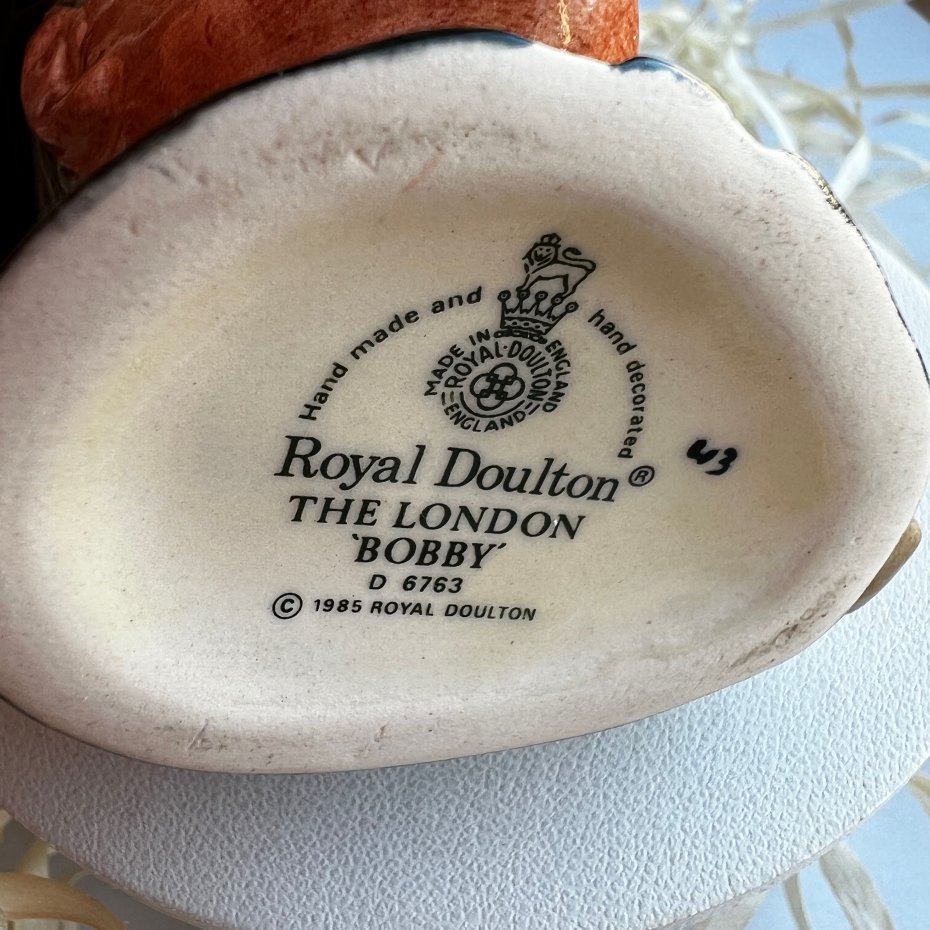 Hand made and hand decorated
MADE IN ENGLAND
ROYAL·DOULTON
=ENGLAND=
Royal Doulton ®
THE LONDON
'BOBBY'
D 6763
© 1985 ROYAL DOULTON